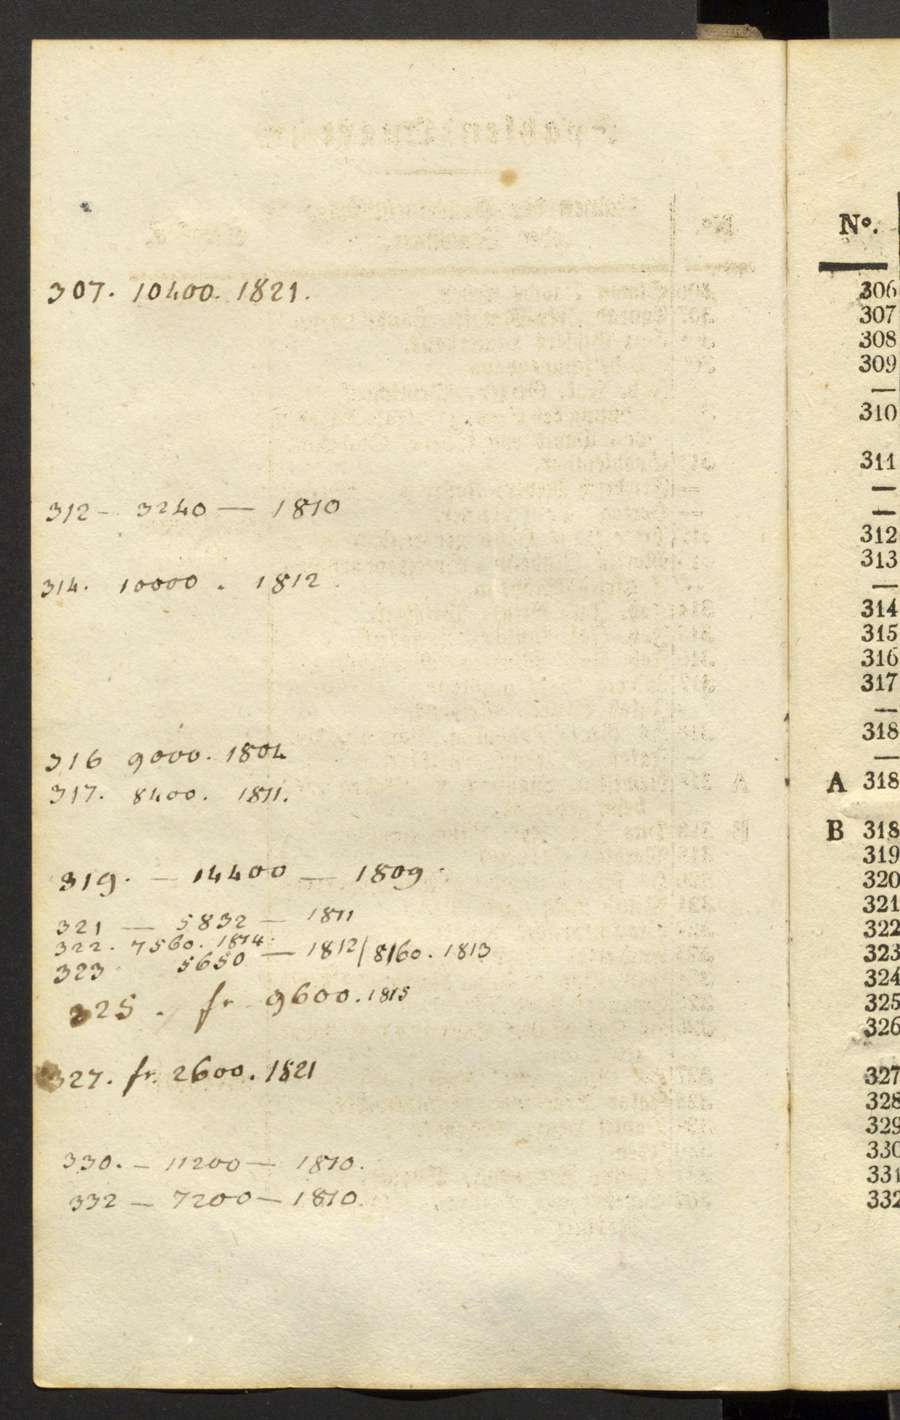 307. 10400. 1821.
312 - 3240 — 1810
314. 10000. 1812.
316 9000. 1804
317. 8400. 1811.
319. — 14400 — 1809.
321 — 5832 — 1811
322. 7560. 1814.
323 5650 — 1812 / 8160. 1813
325. fr. 9600. 1815
327. fr. 2600. 1821
330. — 11200 — 1810.
332 — 7200 — 1810.
Nº.
306
307
308
309
—
310
311
—
—
312
313
—
314
315
316
317
—
318
—
A 318
B 318
319
320
321
322
323
324
325
326
327
328
329
330
331
332